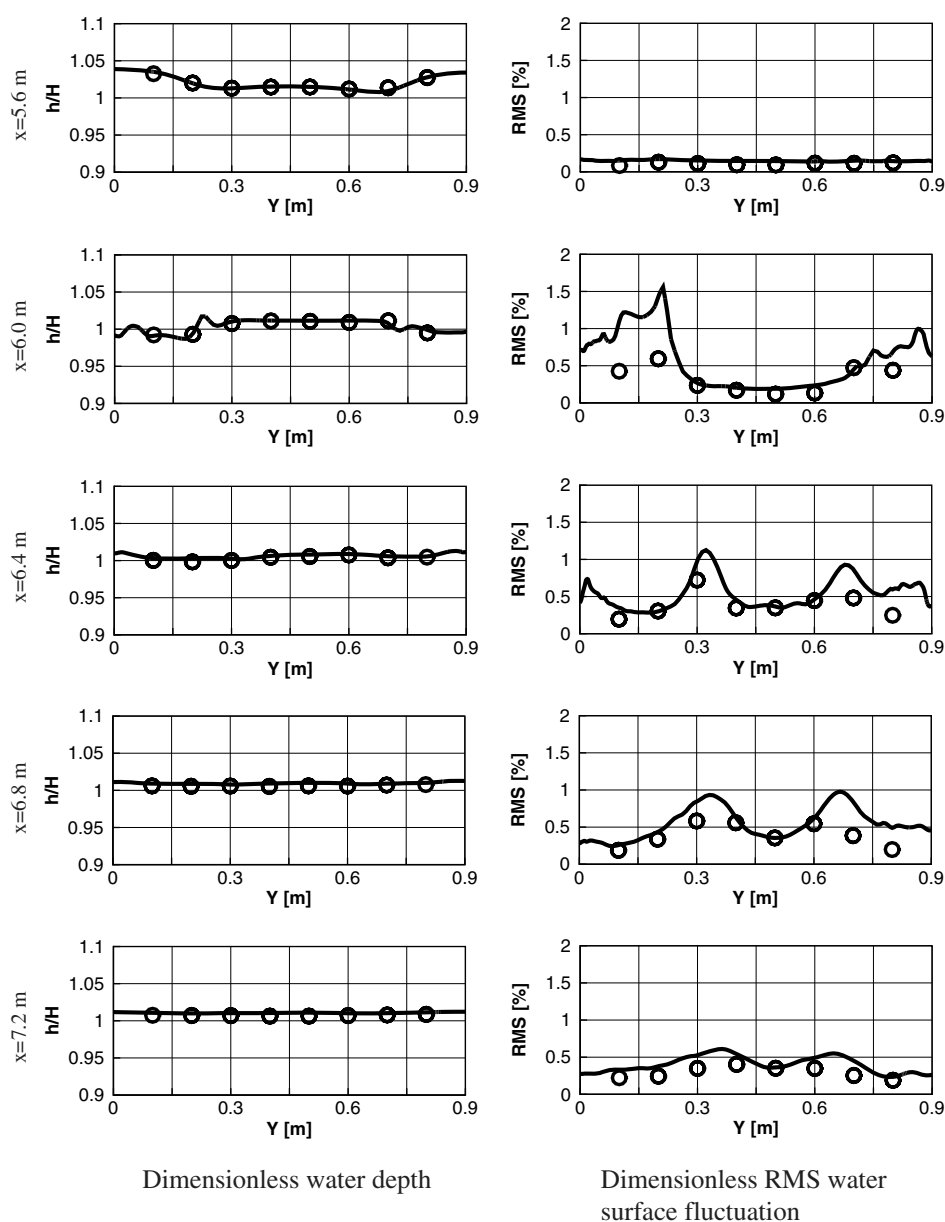 x=5.6 m
h/H
1.1
1.05
1
0.95
0.9
0 0.3 0.6 0.9
Y [m]
RMS [%]
2
1.5
1
0.5
0
0 0.3 0.6 0.9
Y [m]
x=6.0 m
h/H
1.1
1.05
1
0.95
0.9
0 0.3 0.6 0.9
Y [m]
RMS [%]
2
1.5
1
0.5
0
0 0.3 0.6 0.9
Y [m]
x=6.4 m
h/H
1.1
1.05
1
0.95
0.9
0 0.3 0.6 0.9
Y [m]
RMS [%]
2
1.5
1
0.5
0
0 0.3 0.6 0.9
Y [m]
x=6.8 m
h/H
1.1
1.05
1
0.95
0.9
0 0.3 0.6 0.9
Y [m]
RMS [%]
2
1.5
1
0.5
0
0 0.3 0.6 0.9
Y [m]
x=7.2 m
h/H
1.1
1.05
1
0.95
0.9
0 0.3 0.6 0.9
Y [m]
RMS [%]
2
1.5
1
0.5
0
0 0.3 0.6 0.9
Y [m]
Dimensionless water depth
Dimensionless RMS water
surface fluctuation